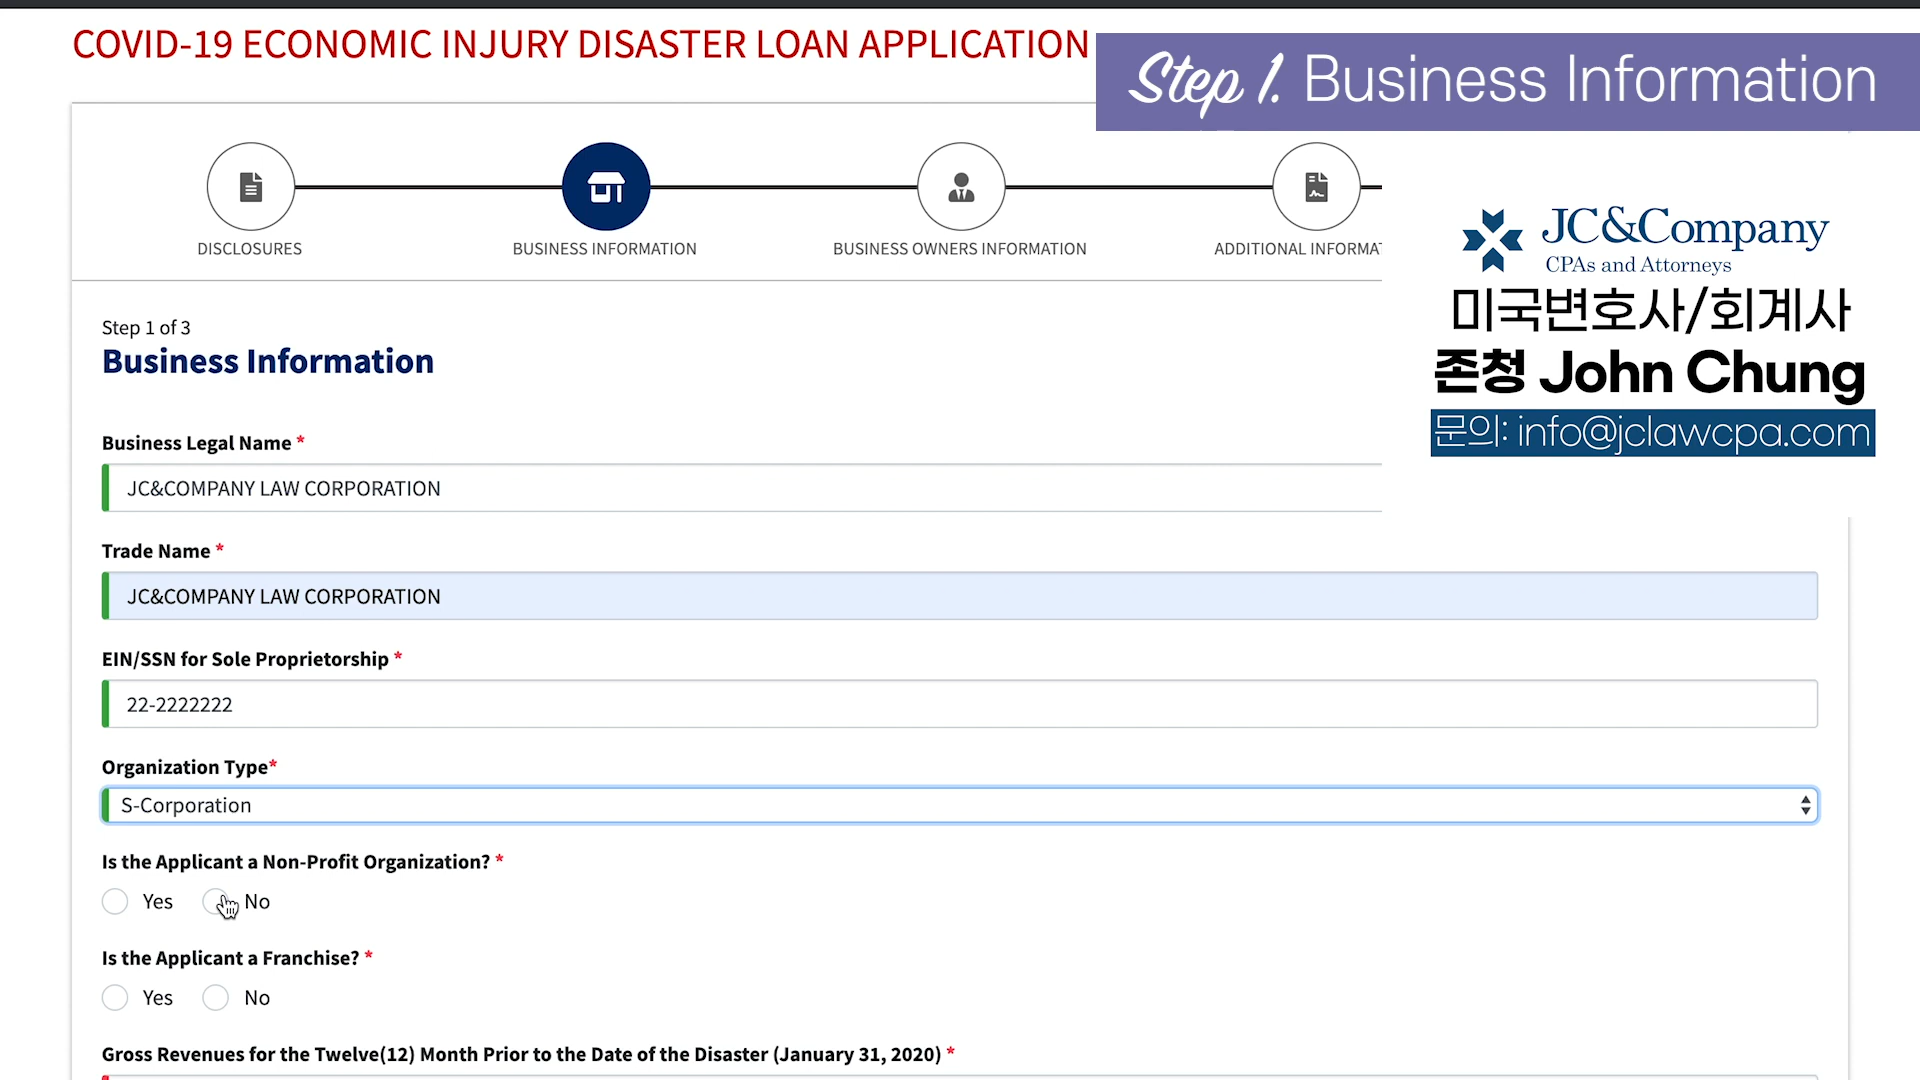 COVID-19 ECONOMIC INJURY DISASTER LOAN APPLICATION
Step 1. Business Information
DISCLOSURES
BUSINESS INFORMATION
BUSINESS OWNERS INFORMATION
ADDITIONAL INFORMAT
JC&Company
CPAs and Attorneys
미국변호사/회계사
존청 John Chung
문의: info@jclawcpa.com
Step 1 of 3
Business Information
Business Legal Name *
JC&COMPANY LAW CORPORATION
Trade Name *
JC&COMPANY LAW CORPORATION
EIN/SSN for Sole Proprietorship *
22-2222222
Organization Type*
S-Corporation
Is the Applicant a Non-Profit Organization? *
Yes No
Is the Applicant a Franchise? *
Yes No
Gross Revenues for the Twelve(12) Month Prior to the Date of the Disaster (January 31, 2020) *